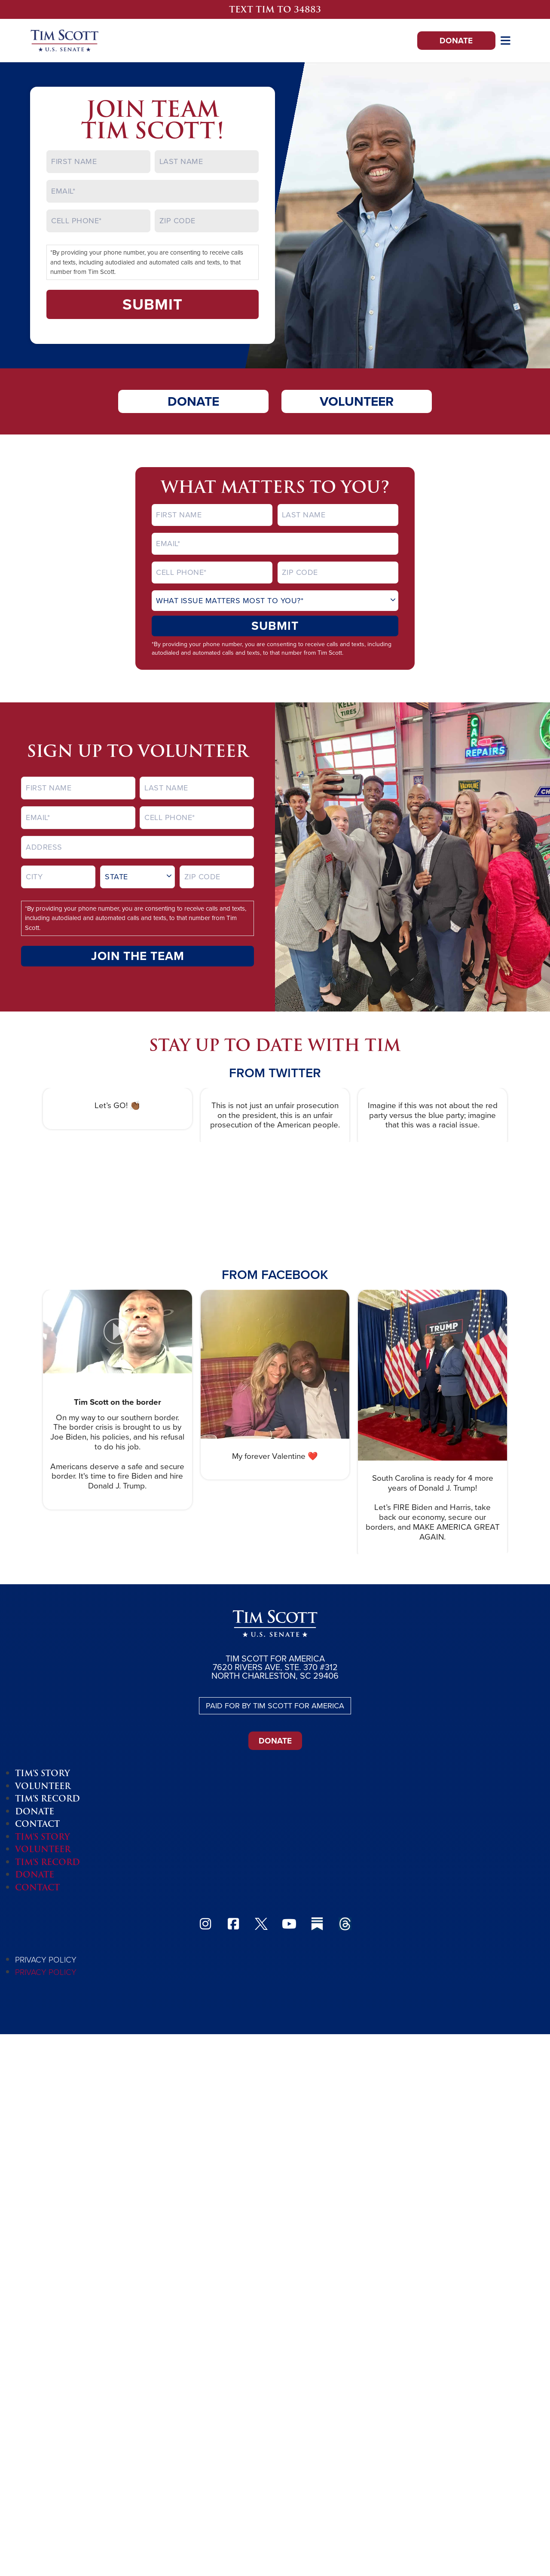 TEXT TIM TO 34883
TIM SCOTT
★ U.S. SENATE ★
DONATE
JOIN TEAM
TIM SCOTT!
FIRST NAME
LAST NAME
EMAIL*
CELL PHONE*
ZIP CODE
*By providing your phone number, you are consenting to receive calls
and texts, including autodialed and automated calls and texts, to that
number from Tim Scott.
SUBMIT
DONATE
VOLUNTEER
WHAT MATTERS TO YOU?
FIRST NAME
LAST NAME
EMAIL*
CELL PHONE*
ZIP CODE
WHAT ISSUE MATTERS MOST TO YOU?*
SUBMIT
*By providing your phone number, you are consenting to receive calls and texts, including
autodialed and automated calls and texts, to that number from Tim Scott.
SIGN UP TO VOLUNTEER
FIRST NAME
LAST NAME
EMAIL*
CELL PHONE*
ADDRESS
CITY
STATE
ZIP CODE
*By providing your phone number, you are consenting to receive calls and texts,
including autodialed and automated calls and texts, to that number from Tim
Scott.
JOIN THE TEAM
KELLY
TIRES
CAR
REPAIRS
VALVOLINE
STAY UP TO DATE WITH TIM
FROM TWITTER
Let's GO! 👏🏾
This is not just an unfair prosecution
on the president, this is an unfair
prosecution of the American people.
Imagine if this was not about the red
party versus the blue party; imagine
that this was a racial issue.
FROM FACEBOOK
Tim Scott on the border
On my way to our southern border.
The border crisis is brought to us by
Joe Biden, his policies, and his refusal
to do his job.
Americans deserve a safe and secure
border. It's time to fire Biden and hire
Donald J. Trump.
My forever Valentine ❤️
TRUMP
South Carolina is ready for 4 more
years of Donald J. Trump!
Let's FIRE Biden and Harris, take
back our economy, secure our
borders, and MAKE AMERICA GREAT
AGAIN.
TIM SCOTT
★ U.S. SENATE ★
TIM SCOTT FOR AMERICA
7620 RIVERS AVE, STE. 370 #312
NORTH CHARLESTON, SC 29406
PAID FOR BY TIM SCOTT FOR AMERICA
DONATE
TIM'S STORY
VOLUNTEER
TIM'S RECORD
DONATE
CONTACT
TIM'S STORY
VOLUNTEER
TIM'S RECORD
DONATE
CONTACT
PRIVACY POLICY
PRIVACY POLICY